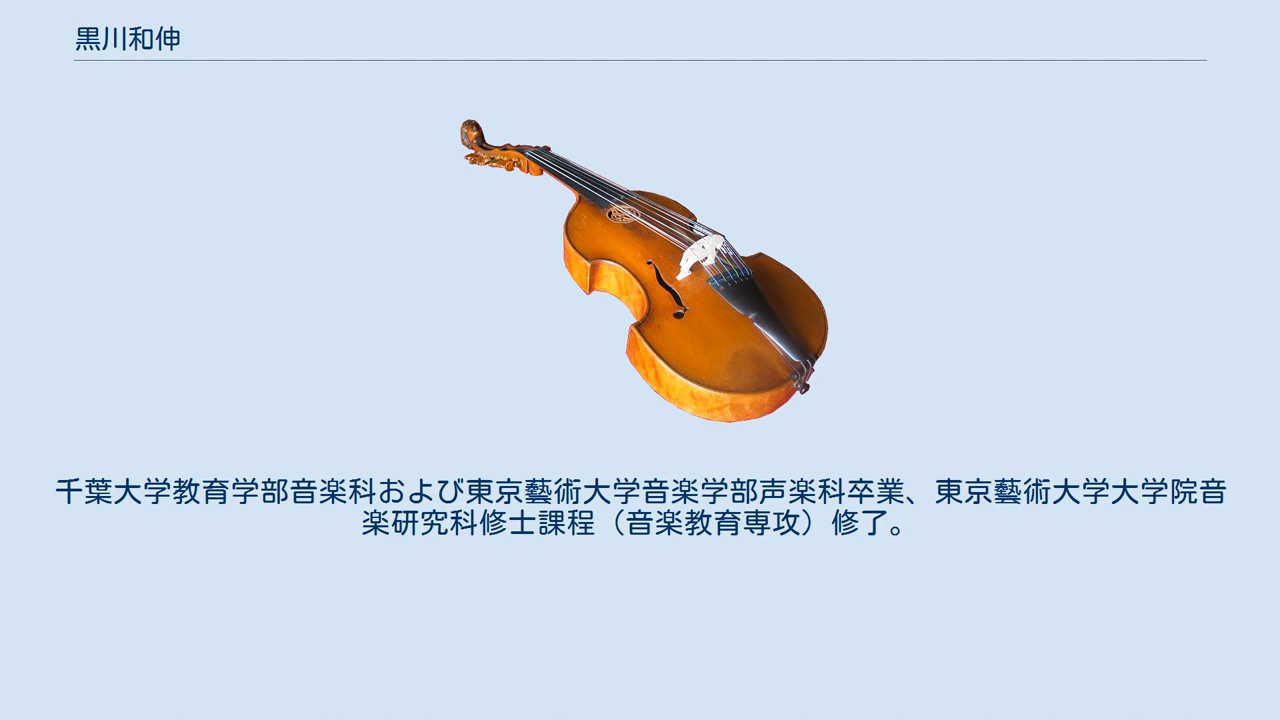 黒川和伸
千葉大学教育学部音楽科および東京藝術大学音楽学部声楽科卒業、東京藝術大学大学院音
楽研究科修士課程（音楽教育専攻）修了。